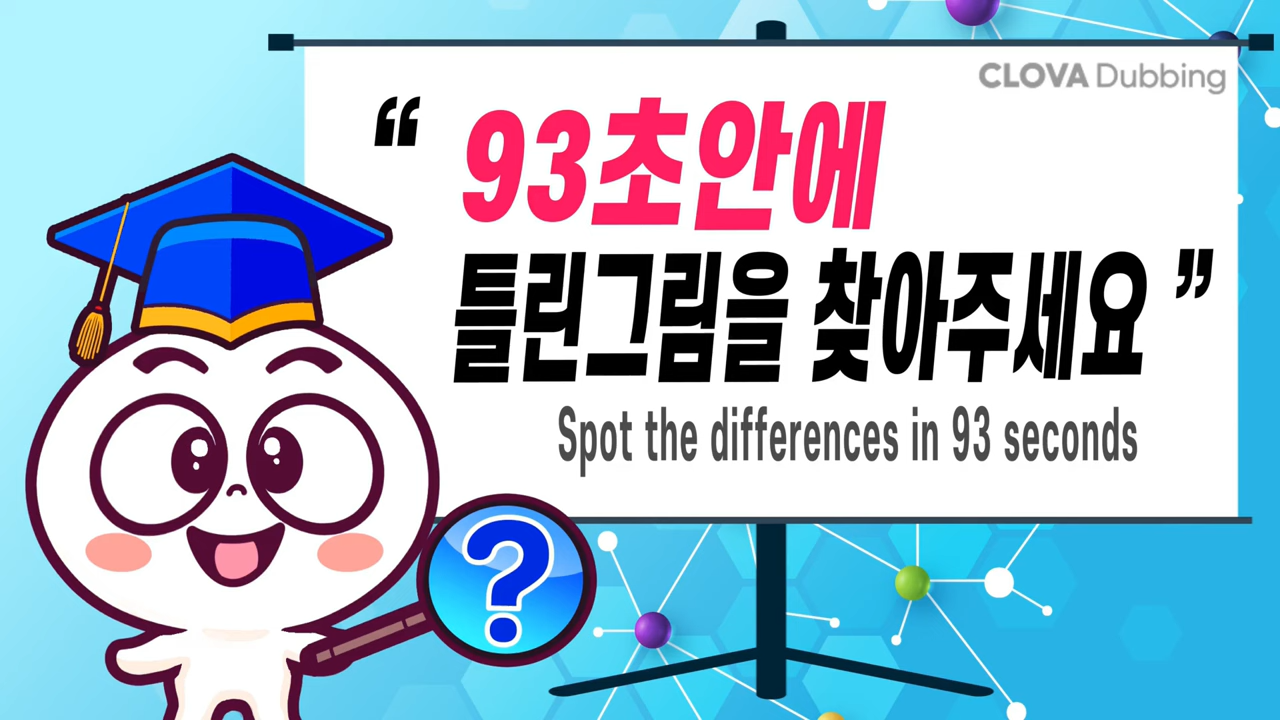 CLOVA Dubbing
“ 93초안에
틀린그림을 찾아주세요 ”
Spot the differences in 93 seconds
?